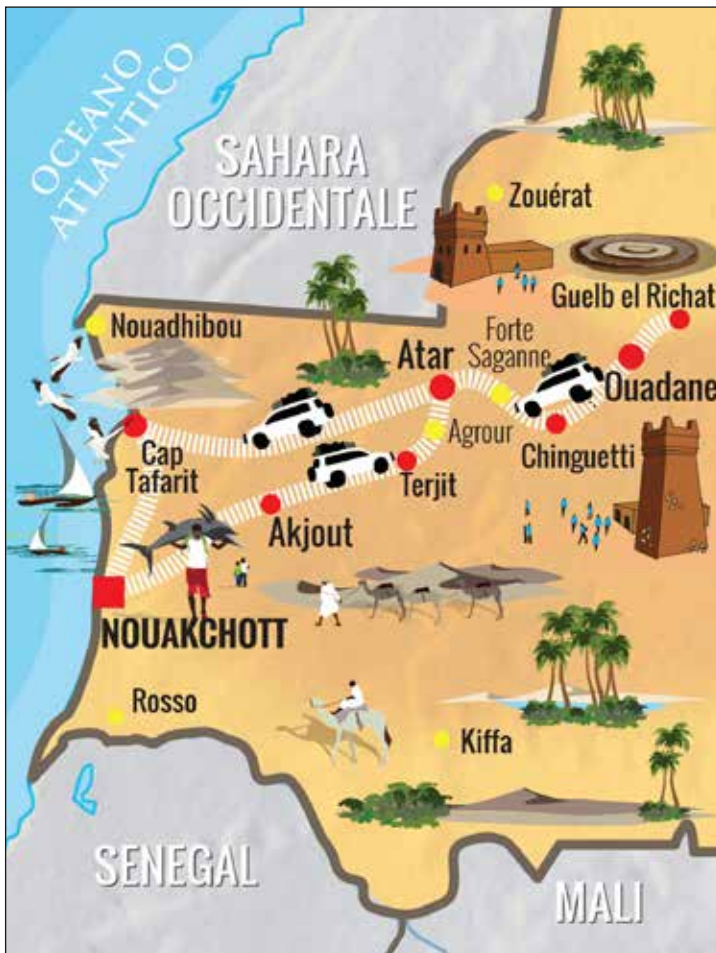 OCEANO
ATLANTICO
SAHARA
OCCIDENTALE
Zouérat
Guelb el Richat
Nouadhibou
Forte
Saganne
Atar
Ouadane
Cap
Tafarit
Agrour
Chinguetti
Terjit
Akjout
NOUAKCHOTT
Rosso
Kiffa
SENEGAL
MALI